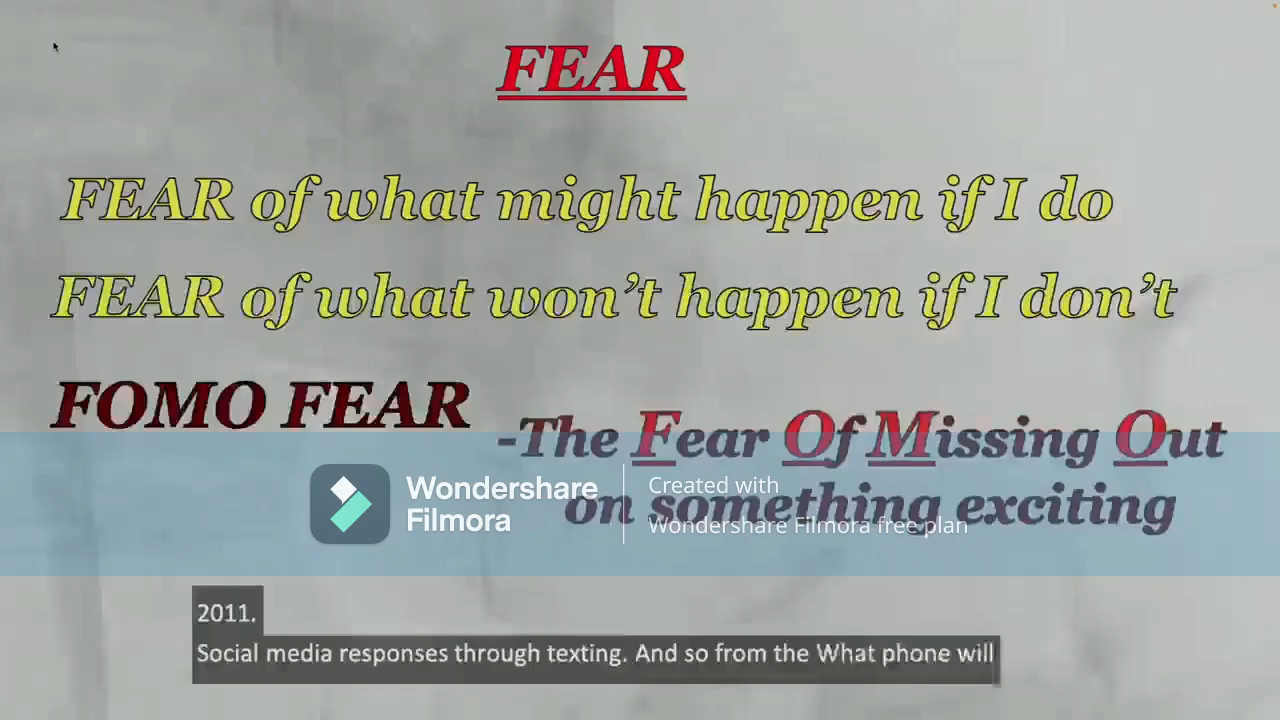 FEAR
FEAR of what might happen if I do
FEAR of what won't happen if I don't
FOMO FEAR
-The Fear Of Missing Out
on something exciting
Wondershare
Filmora
Created with
Wondershare Filmora free plan
2011.
Social media responses through texting. And so from the What phone will